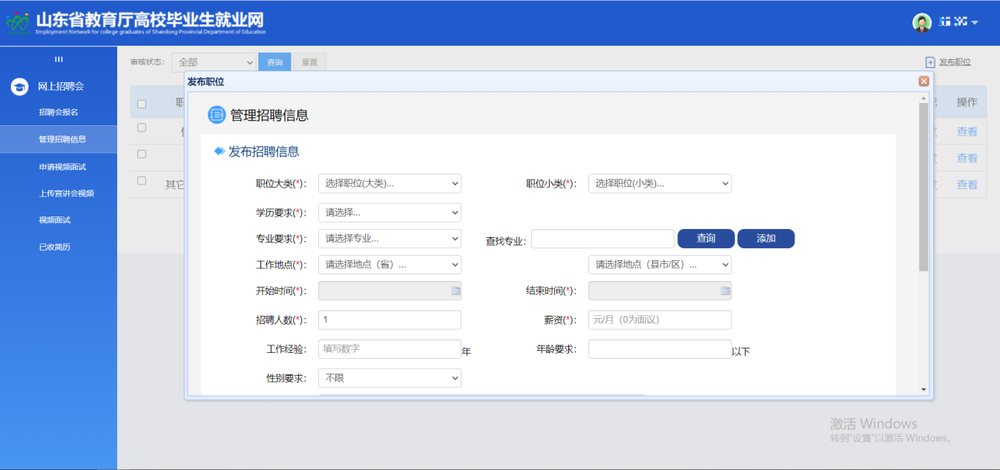 山东省教育厅高校毕业生就业网
Employment Network for college graduates of Shandong Provincial Department of Education
网上招聘会
招聘会报名
管理招聘信息
申请视频面试
上传宣讲会视频
视频面试
已收简历
审核状态： 全部 查询 重置 发布职位
职 操作
查看
查看
其它 查看
发布职位
管理招聘信息
发布招聘信息
职位大类(*)： 选择职位(大类)... 职位小类(*)： 选择职位(小类)...
学历要求(*)： 请选择...
专业要求(*)： 请选择专业... 查找专业： 查询 添加
工作地点(*)： 请选择地点（省）... 请选择地点（县市/区）...
开始时间(*)： 结束时间(*)：
招聘人数(*)： 1 薪资(*)： 元/月（0为面议）
工作经验： 填写数字 年 年龄要求： 以下
性别要求： 不限
激活 Windows
转到"设置"以激活 Windows。